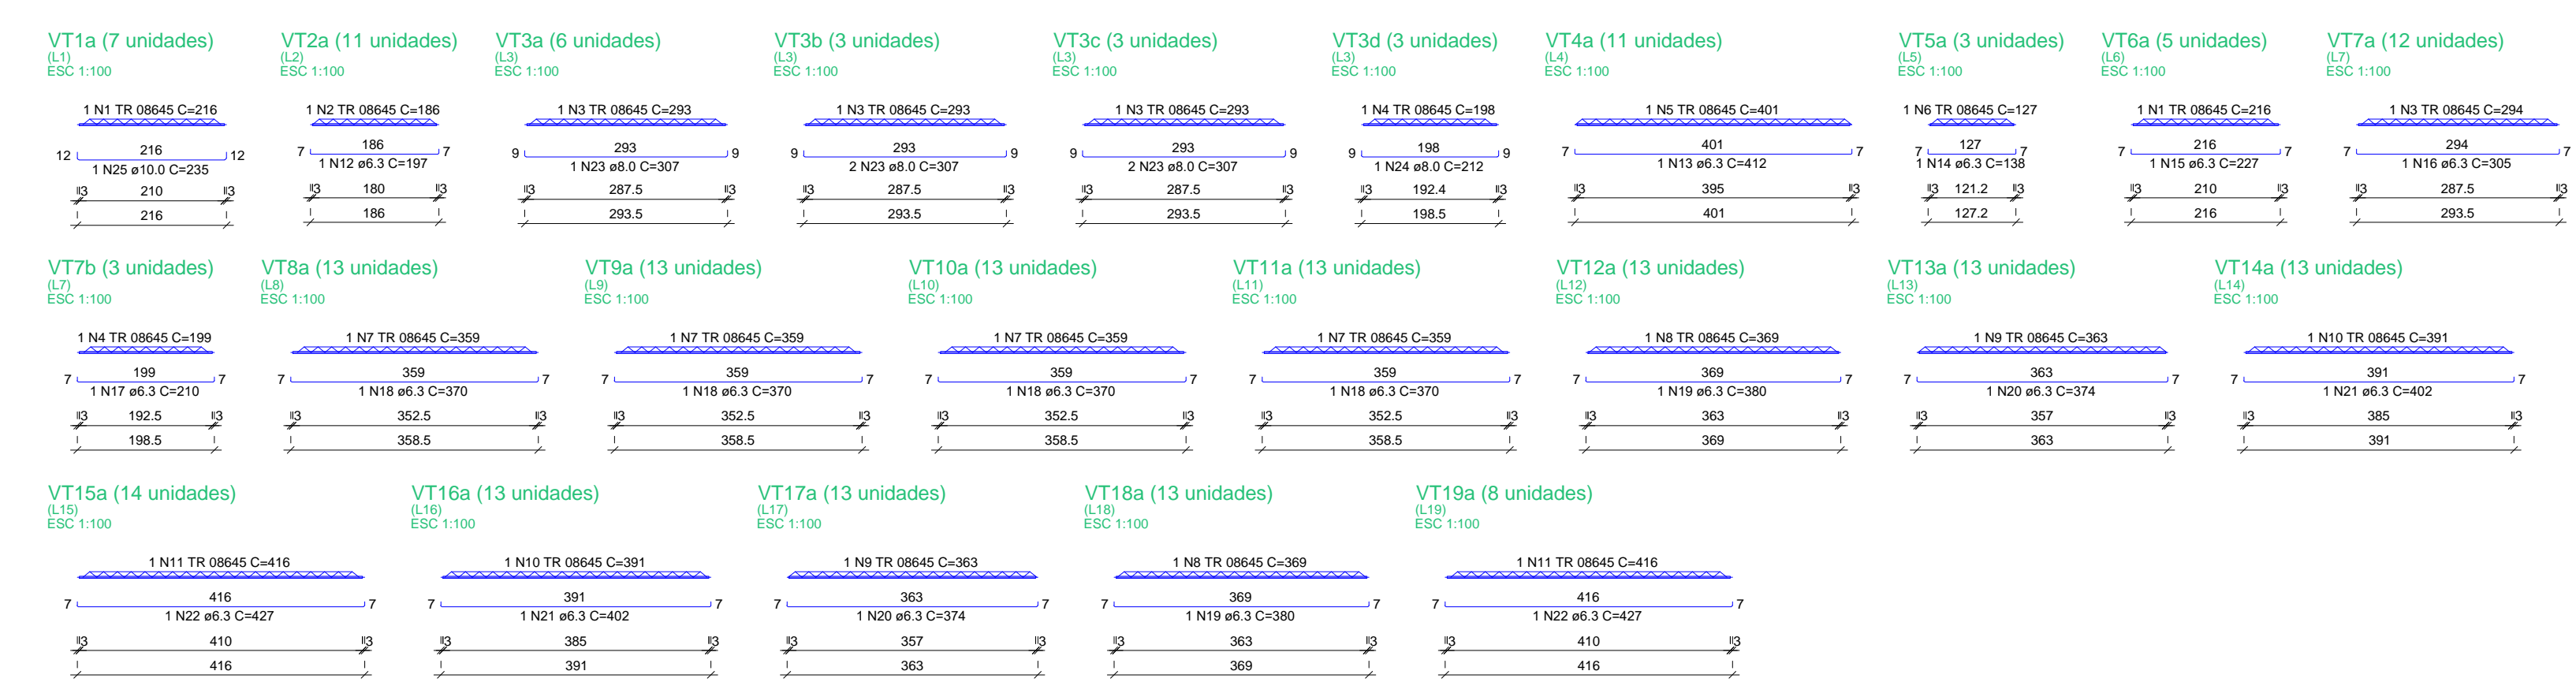 VT1a (7 unidades)
(L1)
ESC 1:100
1 N1 TR 08645 C=216
12 216 12
1 N25 ø10.0 C=235
3 210 3
216
VT2a (11 unidades)
(L2)
ESC 1:100
1 N2 TR 08645 C=186
7 186 7
1 N12 ø6.3 C=197
3 180 3
186
VT3a (6 unidades)
(L3)
ESC 1:100
1 N3 TR 08645 C=293
9 293 9
1 N23 ø8.0 C=307
3 287.5 3
293.5
VT3b (3 unidades)
(L3)
ESC 1:100
1 N3 TR 08645 C=293
9 293 9
2 N23 ø8.0 C=307
3 287.5 3
293.5
VT3c (3 unidades)
(L3)
ESC 1:100
1 N3 TR 08645 C=293
9 293 9
2 N23 ø8.0 C=307
3 287.5 3
293.5
VT3d (3 unidades)
(L3)
ESC 1:100
1 N4 TR 08645 C=198
9 198 9
1 N24 ø8.0 C=212
3 192.4 3
198.5
VT4a (11 unidades)
(L4)
ESC 1:100
1 N5 TR 08645 C=401
7 401 7
1 N13 ø6.3 C=412
3 395 3
401
VT5a (3 unidades)
(L5)
ESC 1:100
1 N6 TR 08645 C=127
7 127 7
1 N14 ø6.3 C=138
3 121.2 3
127.2
VT6a (5 unidades)
(L6)
ESC 1:100
1 N1 TR 08645 C=216
7 216 7
1 N15 ø6.3 C=227
3 210 3
216
VT7a (12 unidades)
(L7)
ESC 1:100
1 N3 TR 08645 C=294
7 294 7
1 N16 ø6.3 C=305
3 287.5 3
293.5
VT7b (3 unidades)
(L7)
ESC 1:100
1 N4 TR 08645 C=199
7 199 7
1 N17 ø6.3 C=210
3 192.5 3
198.5
VT8a (13 unidades)
(L8)
ESC 1:100
1 N7 TR 08645 C=359
7 359 7
1 N18 ø6.3 C=370
3 352.5 3
358.5
VT9a (13 unidades)
(L9)
ESC 1:100
1 N7 TR 08645 C=359
7 359 7
1 N18 ø6.3 C=370
3 352.5 3
358.5
VT10a (13 unidades)
(L10)
ESC 1:100
1 N7 TR 08645 C=359
7 359 7
1 N18 ø6.3 C=370
3 352.5 3
358.5
VT11a (13 unidades)
(L11)
ESC 1:100
1 N7 TR 08645 C=359
7 359 7
1 N18 ø6.3 C=370
3 352.5 3
358.5
VT12a (13 unidades)
(L12)
ESC 1:100
1 N8 TR 08645 C=369
7 369 7
1 N19 ø6.3 C=380
3 363 3
369
VT13a (13 unidades)
(L13)
ESC 1:100
1 N9 TR 08645 C=363
7 363 7
1 N20 ø6.3 C=374
3 357 3
363
VT14a (13 unidades)
(L14)
ESC 1:100
1 N10 TR 08645 C=391
7 391 7
1 N21 ø6.3 C=402
3 385 3
391
VT15a (14 unidades)
(L15)
ESC 1:100
1 N11 TR 08645 C=416
7 416 7
1 N22 ø6.3 C=427
3 410 3
416
VT16a (13 unidades)
(L16)
ESC 1:100
1 N10 TR 08645 C=391
7 391 7
1 N21 ø6.3 C=402
3 385 3
391
VT17a (13 unidades)
(L17)
ESC 1:100
1 N9 TR 08645 C=363
7 363 7
1 N20 ø6.3 C=374
3 357 3
363
VT18a (13 unidades)
(L18)
ESC 1:100
1 N8 TR 08645 C=369
7 369 7
1 N19 ø6.3 C=380
3 363 3
369
VT19a (8 unidades)
(L19)
ESC 1:100
1 N11 TR 08645 C=416
7 416 7
1 N22 ø6.3 C=427
3 410 3
416